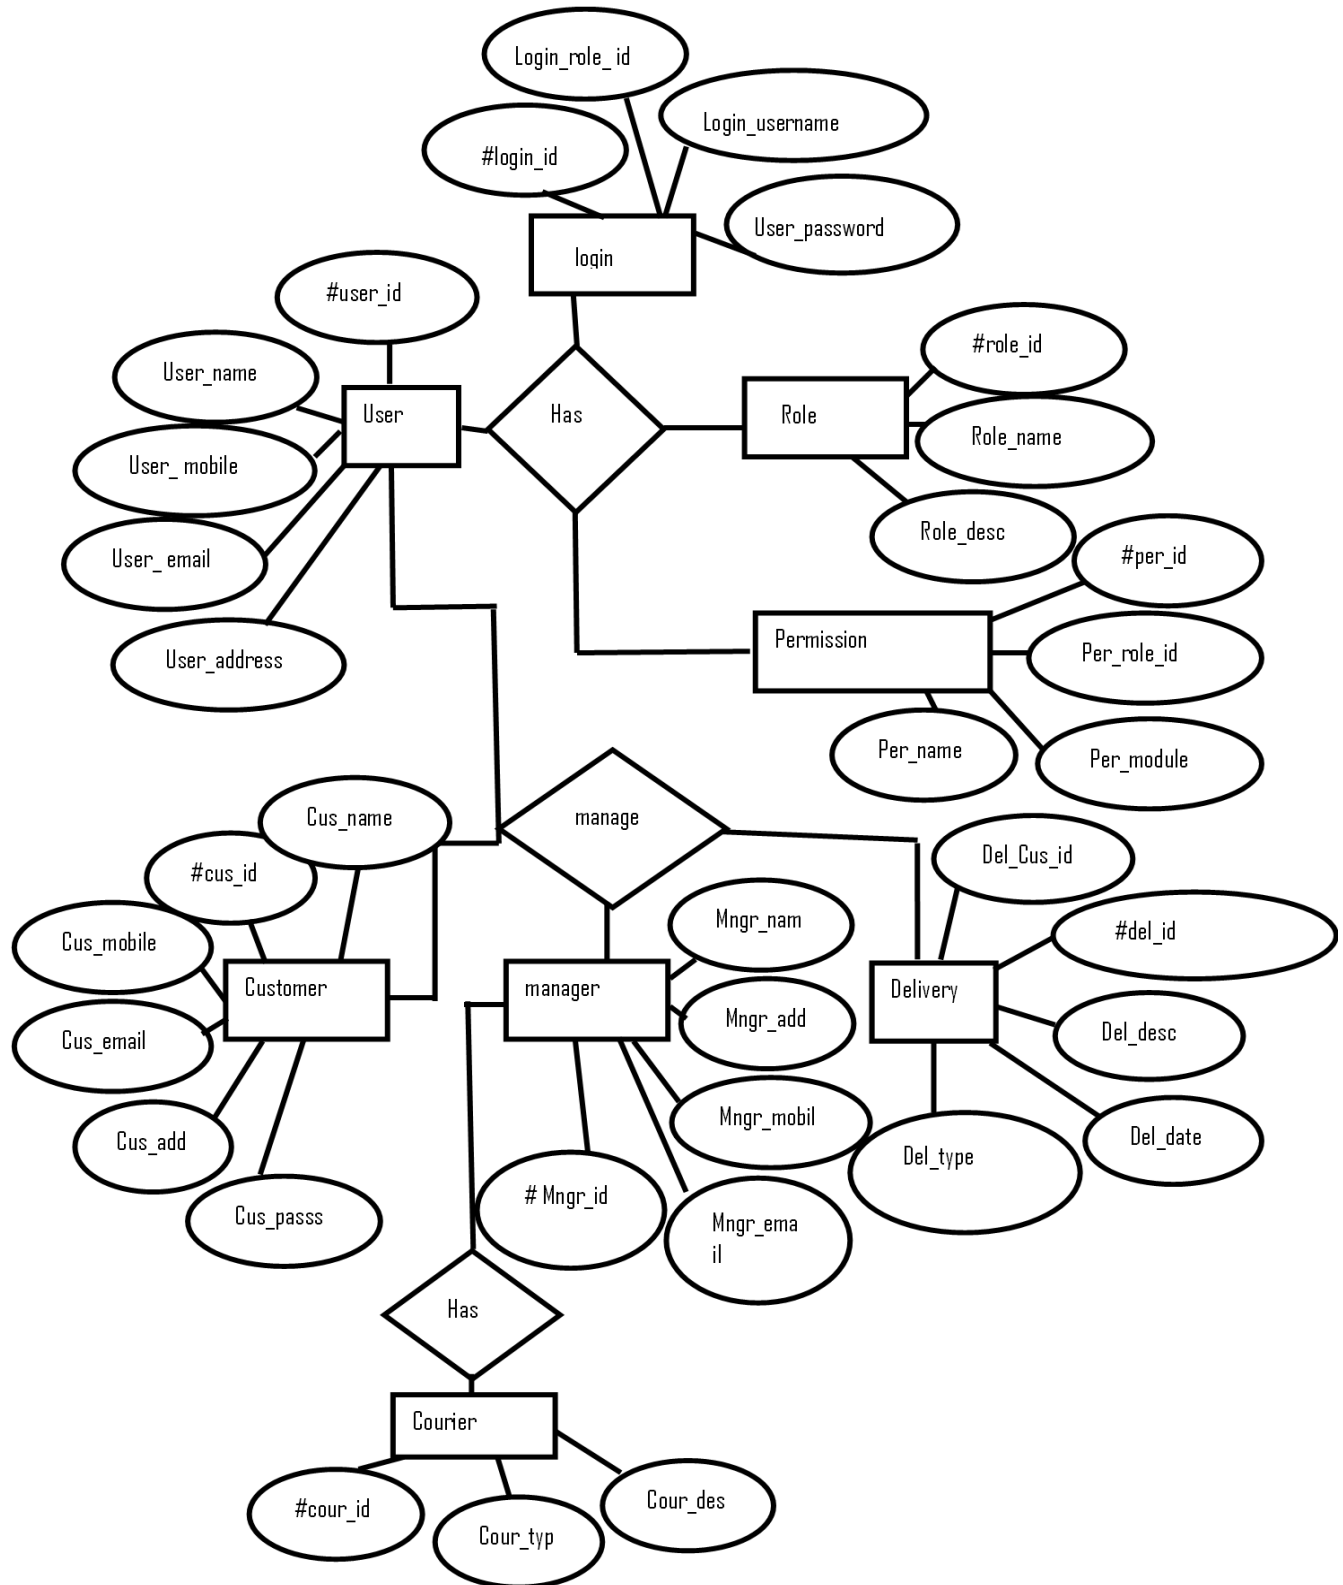 Login_role_ id
Login_username
#login_id
User_password
login
#user_id
#role_id
User_name
User
Has
Role
Role_name
User_ mobile
Role_desc
User_ email
#per_id
Permission
Per_role_id
User_address
Per_name
Per_module
Cus_name
manage
Del_Cus_id
#cus_id
Mngr_nam
#del_id
Cus_mobile
Customer
manager
Delivery
Mngr_add
Del_desc
Cus_email
Mngr_mobil
Del_date
Cus_add
Del_type
# Mngr_id
Cus_passs
Mngr_ema
il
Has
Courier
Cour_des
#cour_id
Cour_typ